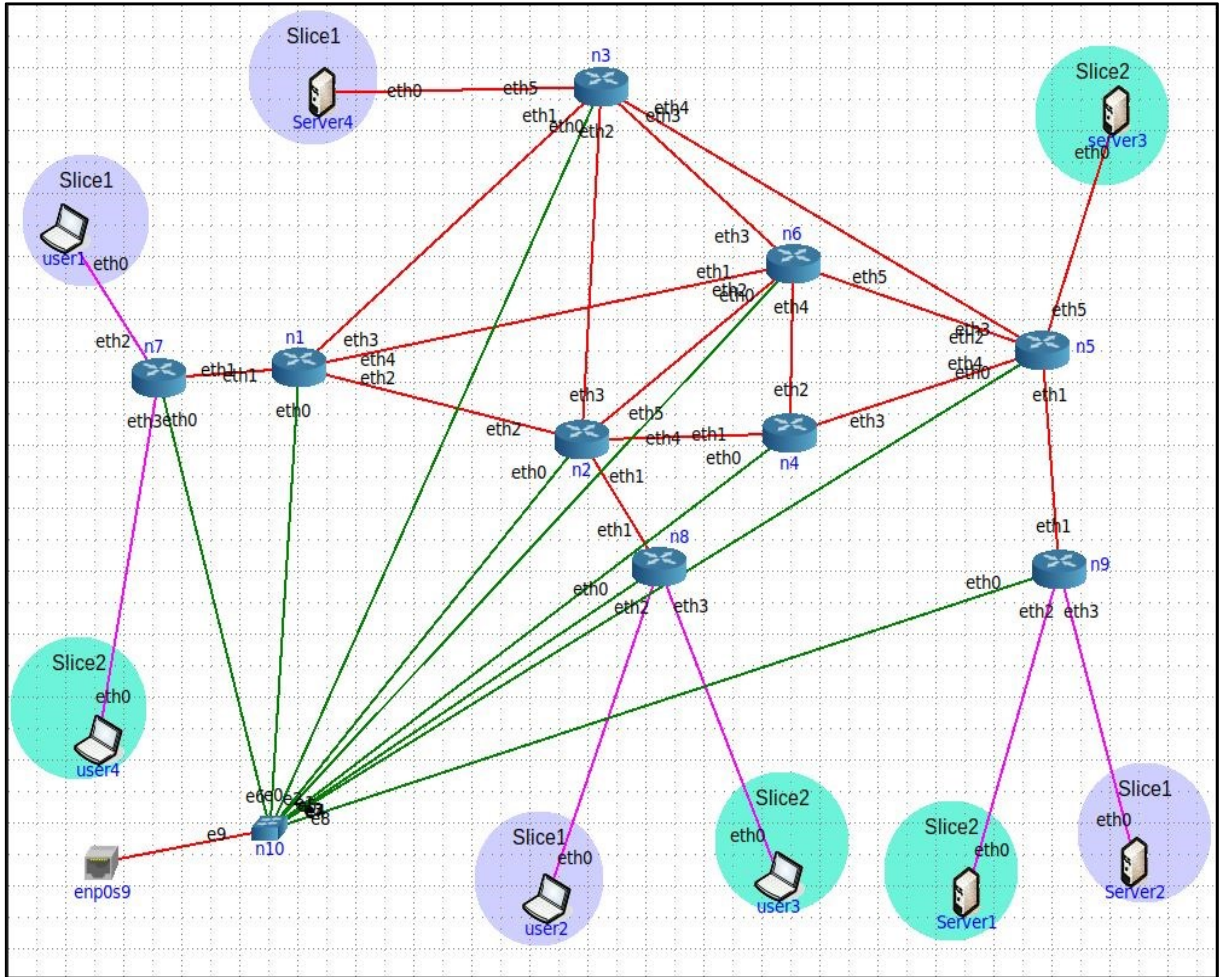 Slice1
n3
Slice2
eth0
eth5
eth4
eth3
Server4
eth1
eth0
eth2
server3
eth0
Slice1
n6
eth3
user1
eth0
eth1
eth2
eth0
eth5
eth4
eth5
n7
n1
eth2
eth3
eth3
eth2
n5
eth1
eth1
eth4
eth2
eth4
eth0
eth3
eth2
eth1
eth0
eth3
eth0
eth5
eth3
eth2
eth4
eth1
n2
eth0
eth1
eth0
n4
eth1
n8
eth1
n9
eth0
eth2
eth3
eth0
eth2
eth3
Slice2
eth0
user4
e6
e0
e8
e9
n10
enp0s9
Slice1
eth0
user2
Slice2
eth0
user3
Slice2
eth0
Server1
Slice1
eth0
Server2